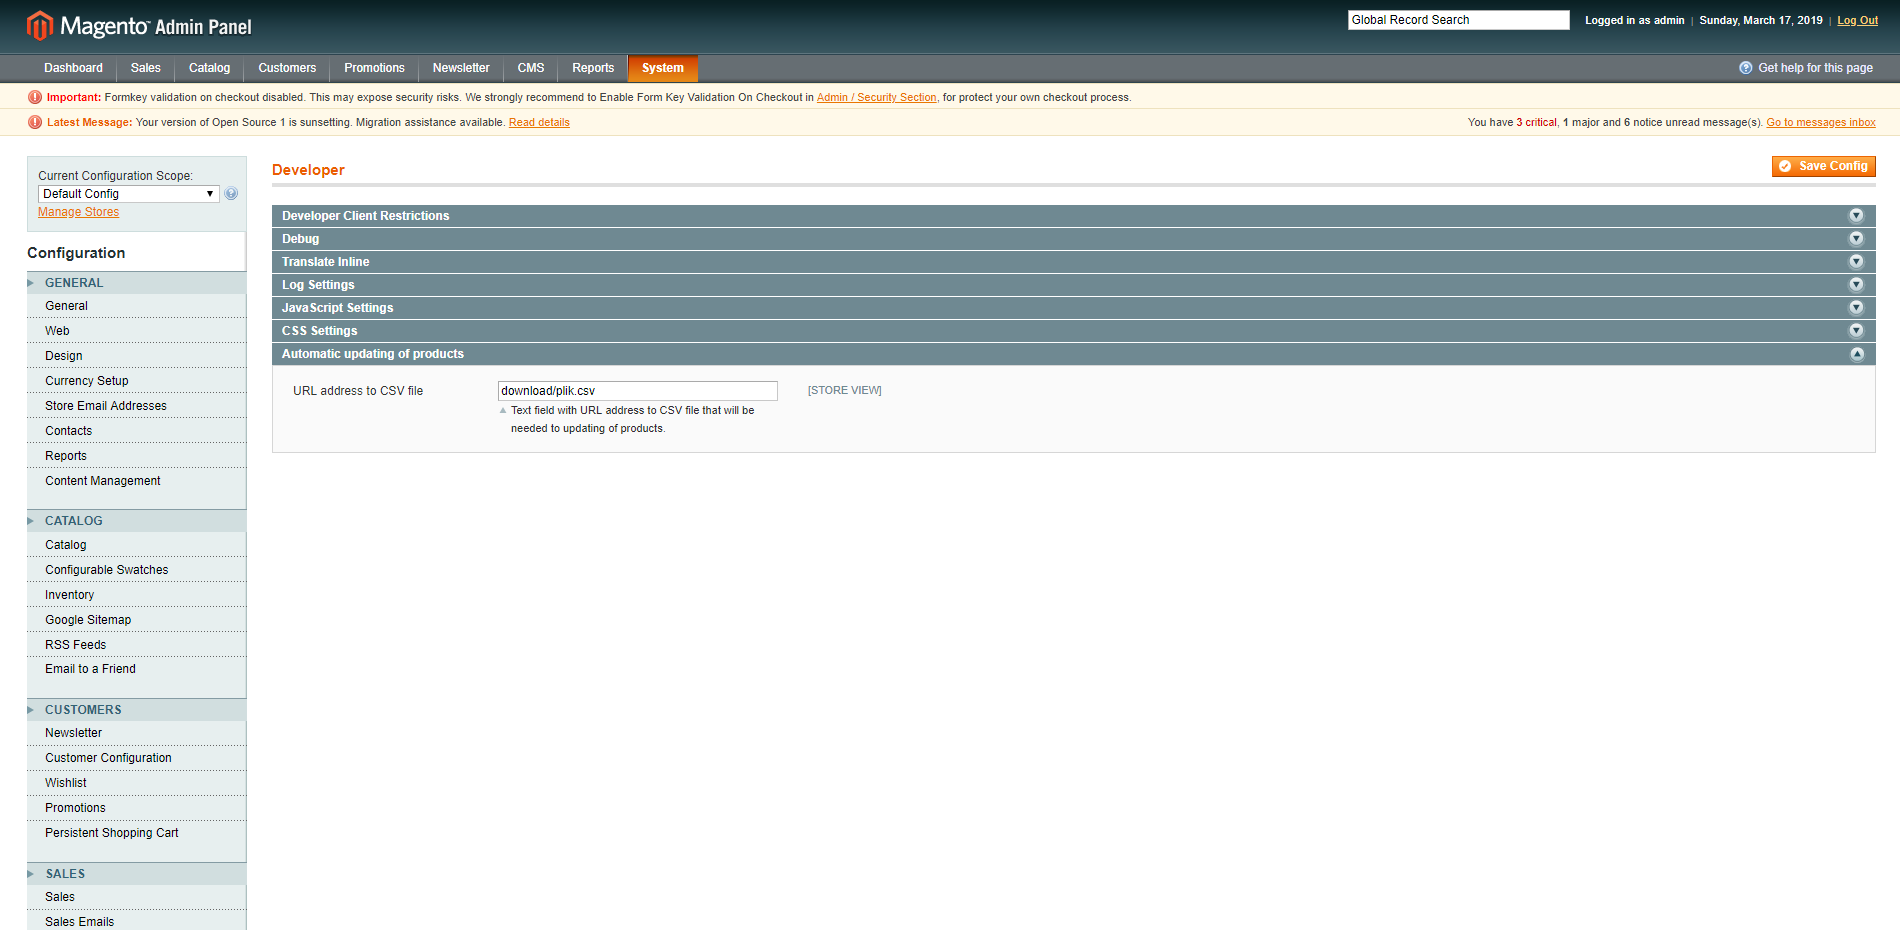 Magento™ Admin Panel
Global Record Search
Logged in as admin | Sunday, March 17, 2019 | Log Out
Dashboard Sales Catalog Customers Promotions Newsletter CMS Reports System
Get help for this page
Important: Formkey validation on checkout disabled. This may expose security risks. We strongly recommend to Enable Form Key Validation On Checkout in Admin / Security Section, for protect your own checkout process.
Latest Message: Your version of Open Source 1 is sunsetting. Migration assistance available. Read details
You have 3 critical, 1 major and 6 notice unread message(s). Go to messages inbox
Current Configuration Scope:
Default Config
Manage Stores
Configuration
GENERAL
General
Web
Design
Currency Setup
Store Email Addresses
Contacts
Reports
Content Management
CATALOG
Catalog
Configurable Swatches
Inventory
Google Sitemap
RSS Feeds
Email to a Friend
CUSTOMERS
Newsletter
Customer Configuration
Wishlist
Promotions
Persistent Shopping Cart
SALES
Sales
Sales Emails
Developer
Save Config
Developer Client Restrictions
Debug
Translate Inline
Log Settings
JavaScript Settings
CSS Settings
Automatic updating of products
URL address to CSV file
download/plik.csv
[STORE VIEW]
Text field with URL address to CSV file that will be
needed to updating of products.